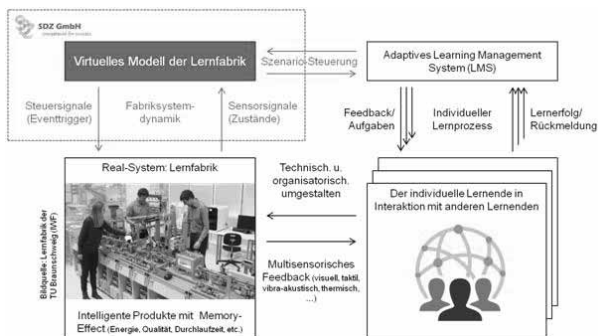 SDZ GmbH
Virtuelles Modell der Lernfabrik
Szenario-Steuerung
Adaptives Learning Management
System (LMS)
Steuersignale
(Eventtrigger)
Fabriksystem-
dynamik
Sensorsignale
(Zustände)
Feedback/
Aufgaben
Individueller
Lernprozess
Lernerfolg/
Rückmeldung
Real-System: Lernfabrik
Technisch. u.
organisatorisch.
umgestalten
Der individuelle Lernende in
Interaktion mit anderen Lernenden
Bildquelle: Lernfabrik der
TU Braunschweig (IWF)
Multisensorisches
Feedback (visuell, taktil,
vibra-akustisch, thermisch,
...)
Intelligente Produkte mit Memory-
Effect (Energie, Qualität, Durchlaufzeit, etc.)